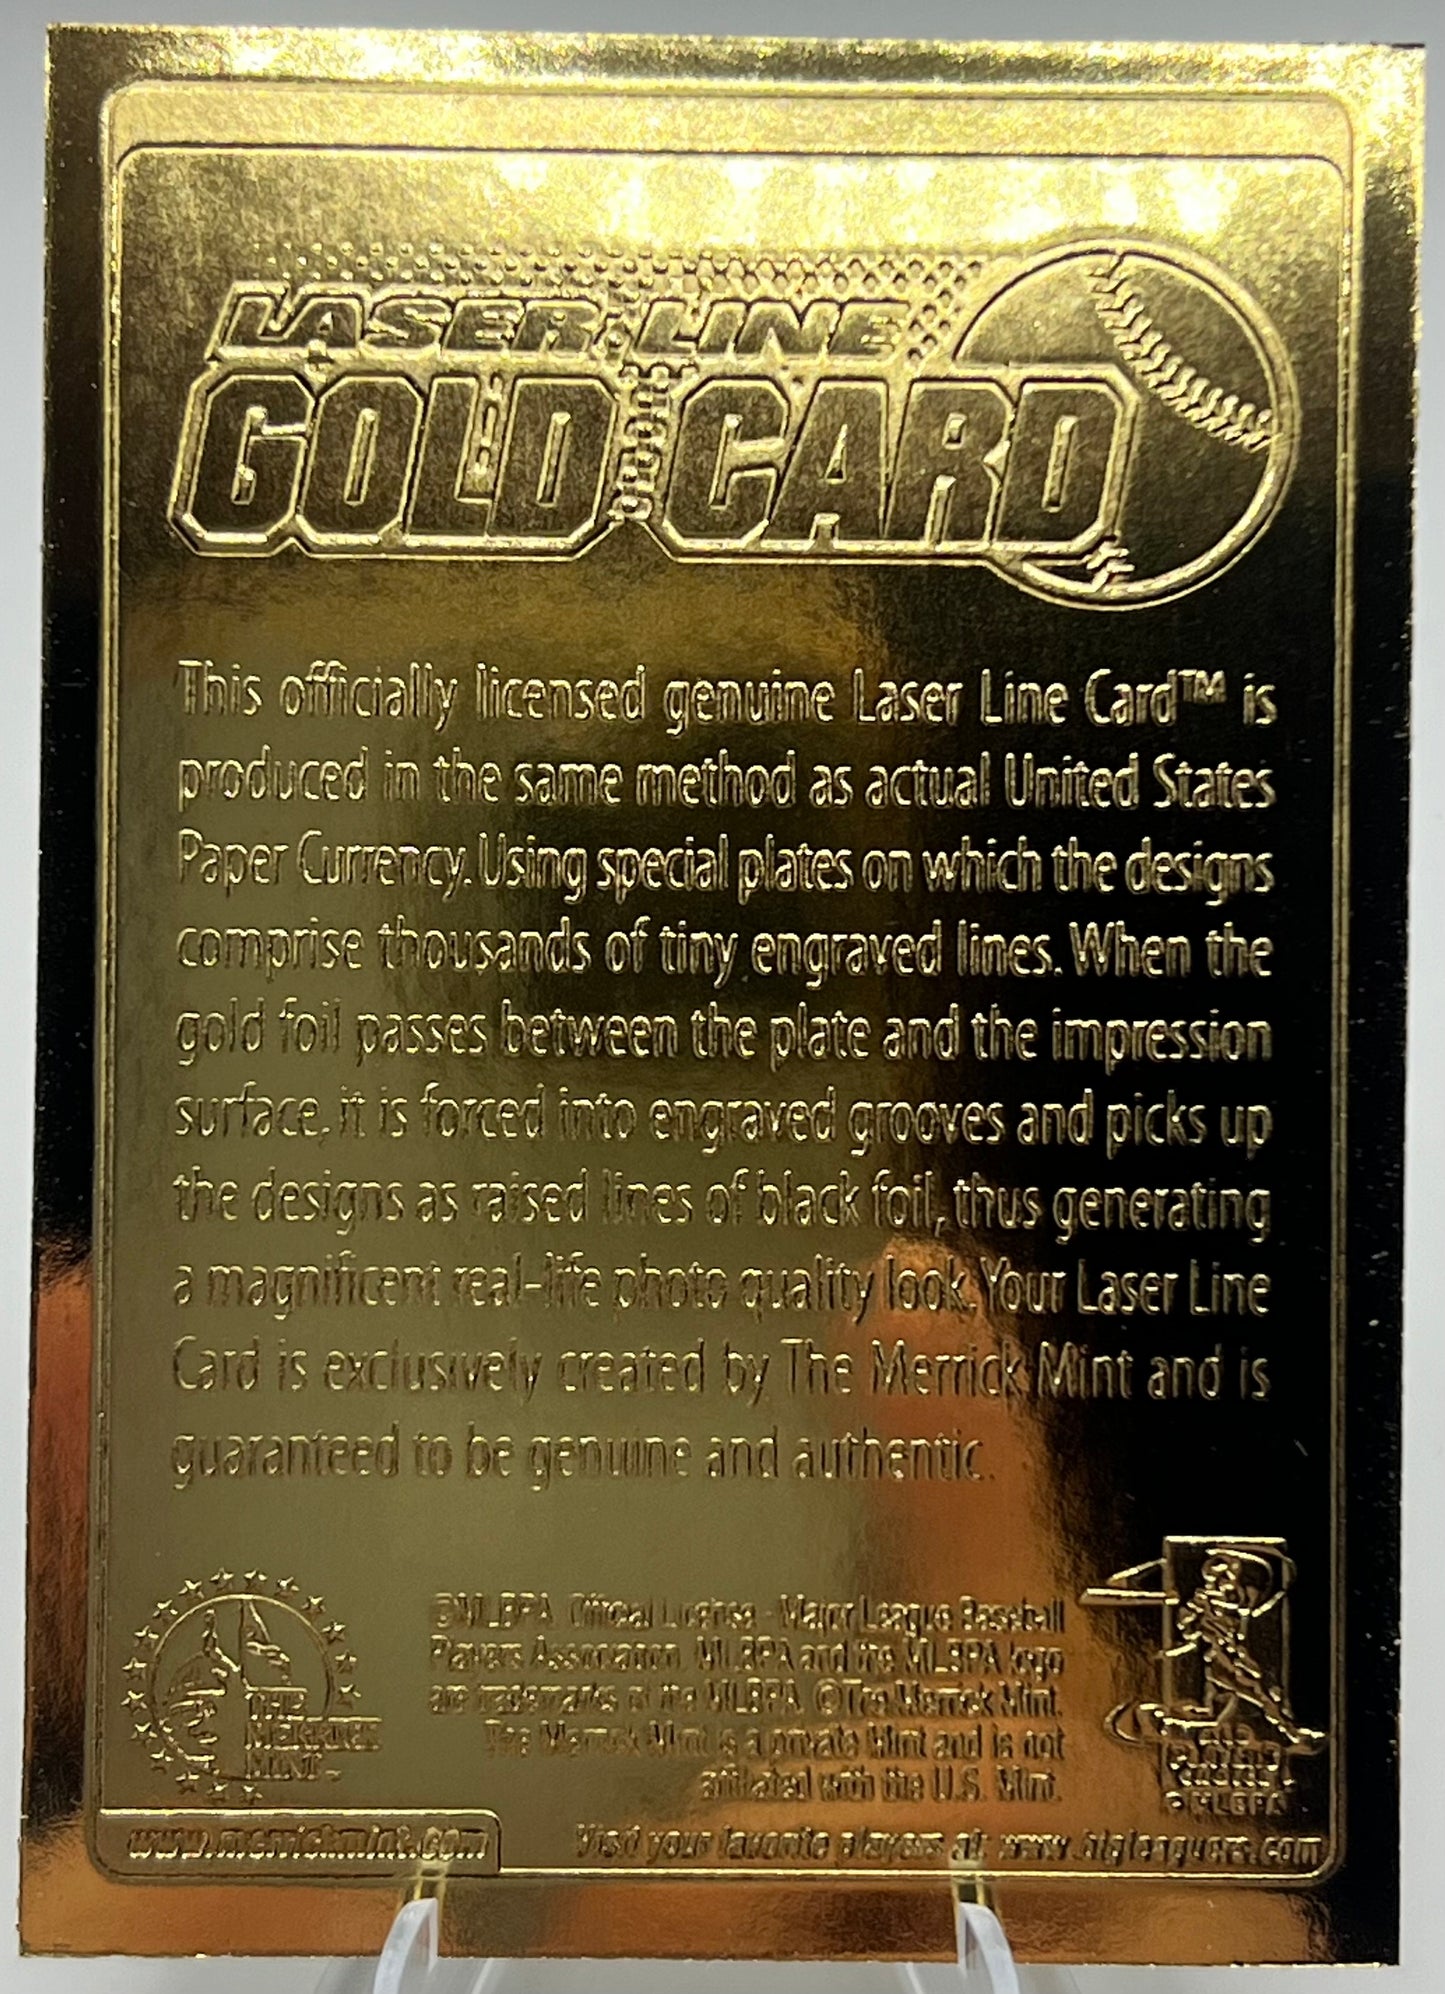 LASER LINE
GOLD CARD
This officially licensed genuine Laser Line Card™ is
produced in the same method as actual United States
Paper Currency. Using special plates on which the designs
comprise thousands of tiny engraved lines. When the
gold foil passes between the plate and the impression
surface, it is forced into engraved grooves and picks up
the designs as raised lines of black foil, thus generating
a magnificent real-life photo quality look. Your Laser Line
Card is exclusively created by The Merrick Mint and is
guaranteed to be genuine and authentic.
THE
MERRICK
MINT
©MLBPA Official License - Major League Baseball
Players Association. MLBPA and the MLBPA logo
are trademarks of the MLBPA. © The Merrick Mint.
The Merrick Mint is a private Mint and is not
affiliated with the U.S. Mint.
PLAYERS
CHOICE
© MLBPA
www.merrickmint.com
Visit your favorite players at: www.bigleaguers.com